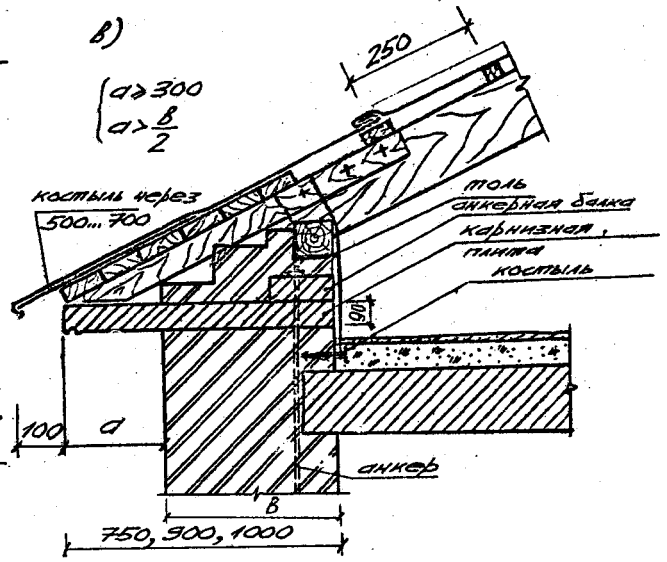 в)
250
a ⩾ 300
a > в/2
костыль через
500...700
толь
анкерная балка
карнизная
плита
костыль
90
100
a
анкер
в
750, 900, 1000